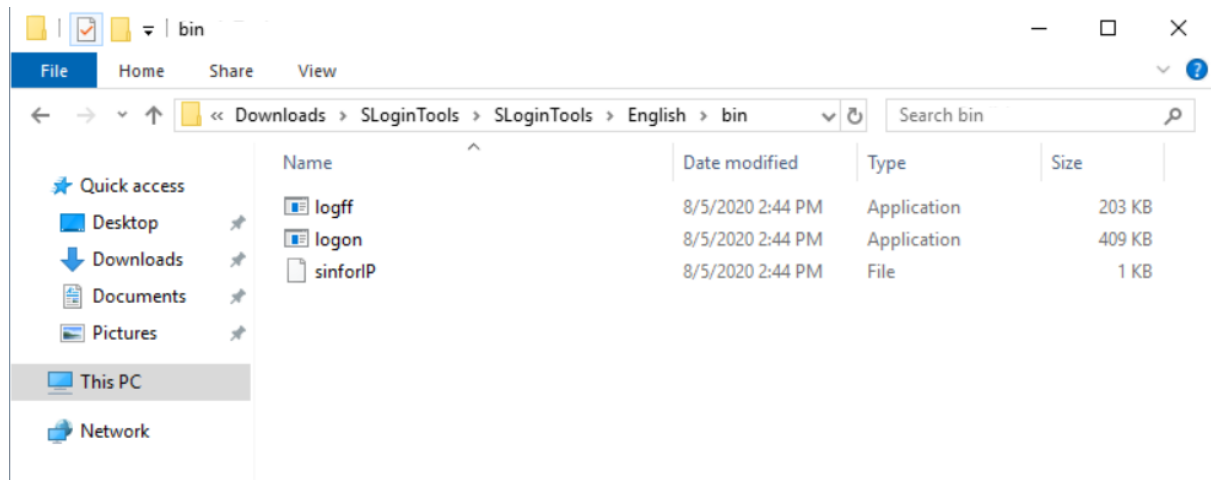 bin
File Home Share View
« Downloads > SLoginTools > SLoginTools > English > bin Search bin
Name Date modified Type Size
Quick access
Desktop
Downloads
Documents
Pictures
This PC
Network
logff 8/5/2020 2:44 PM Application 203 KB
logon 8/5/2020 2:44 PM Application 409 KB
sinforIP 8/5/2020 2:44 PM File 1 KB